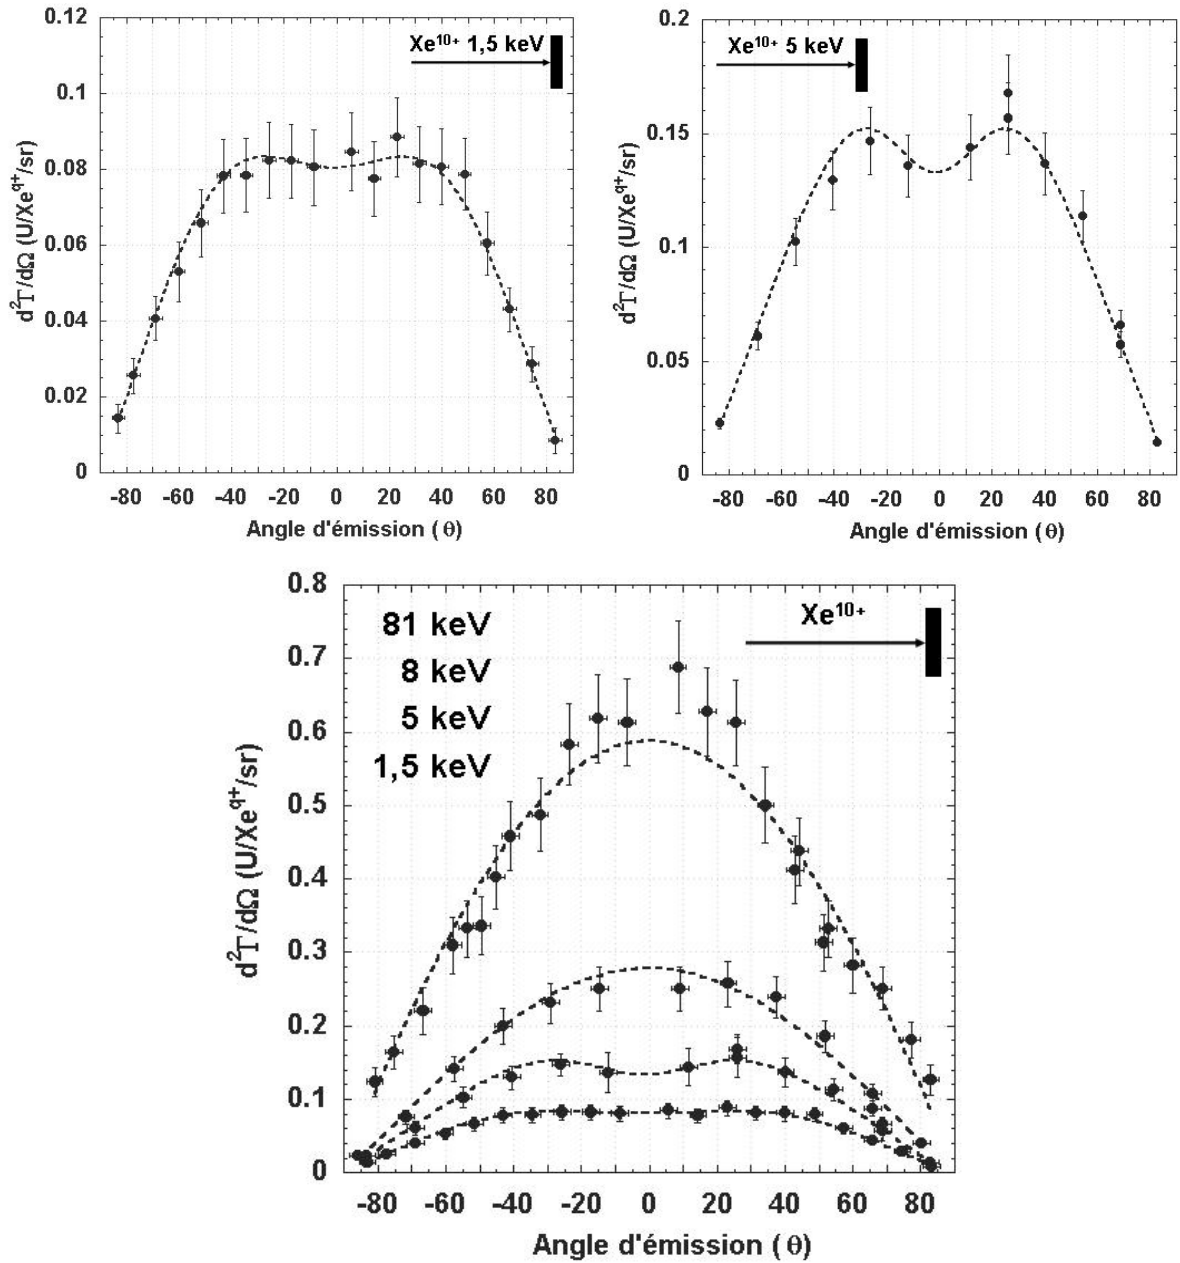 0.12
0.1
0.08
0.06
0.04
0.02
0
Xe¹⁰⁺ 1,5 keV
d²T/dΩ (U/Xe^q+/sr)
-80 -60 -40 -20 0 20 40 60 80
Angle d'émission ( θ)
0.2
0.15
0.1
0.05
0
Xe¹⁰⁺ 5 keV
d²T/dΩ (U/Xe^q+/sr)
-80 -60 -40 -20 0 20 40 60 80
Angle d'émission ( θ)
0.8
0.7
0.6
0.5
0.4
0.3
0.2
0.1
0
81 keV
8 keV
5 keV
1,5 keV
Xe¹⁰⁺
d²T/dΩ (U/Xe^q+/sr)
-80 -60 -40 -20 0 20 40 60 80
Angle d'émission ( θ)